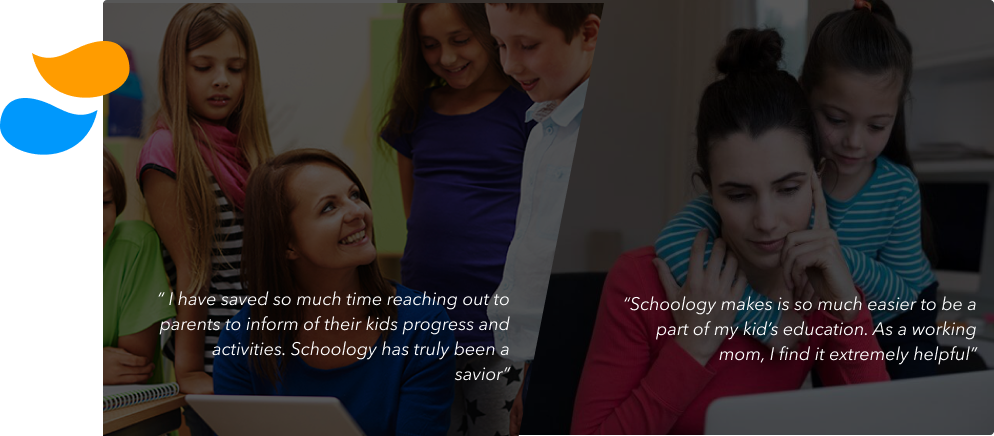 “ I have saved so much time reaching out to
parents to inform of their kids progress and
activities. Schoology has truly been a
savior”
“Schoology makes is so much easier to be a
part of my kid’s education. As a working
mom, I find it extremely helpful”